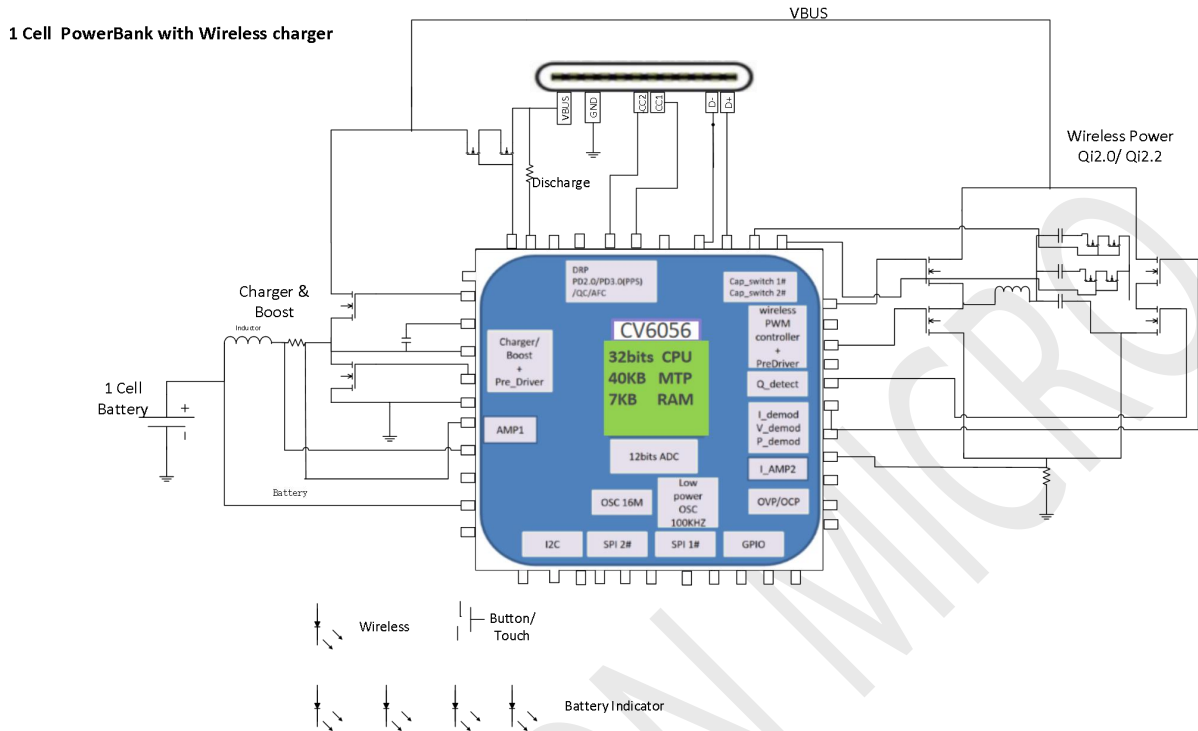 VBUS
1 Cell PowerBank with Wireless charger
VBUS
GND
CC2
CC1
D-
D+
Wireless Power
Qi2.0/ Qi2.2
Discharge
DRP
PD2.0/PD3.0(PPS)
/QC/AFC
Cap_switch 1#
Cap_switch 2#
Charger &
Boost
Inductor
CV6056
wireless
PWM
controller
+
PreDriver
Charger/
Boost
+
Pre_Driver
32bits CPU
40KB MTP
7KB RAM
1 Cell
Battery
+
Q_detect
AMP1
I_demod
V_demod
P_demod
12bits ADC
I_AMP2
Battery
OSC 16M
Low
power
OSC
100KHZ
OVP/OCP
I2C
SPI 2#
SPI 1#
GPIO
Wireless
Button/
Touch
Battery Indicator
ON MICRO